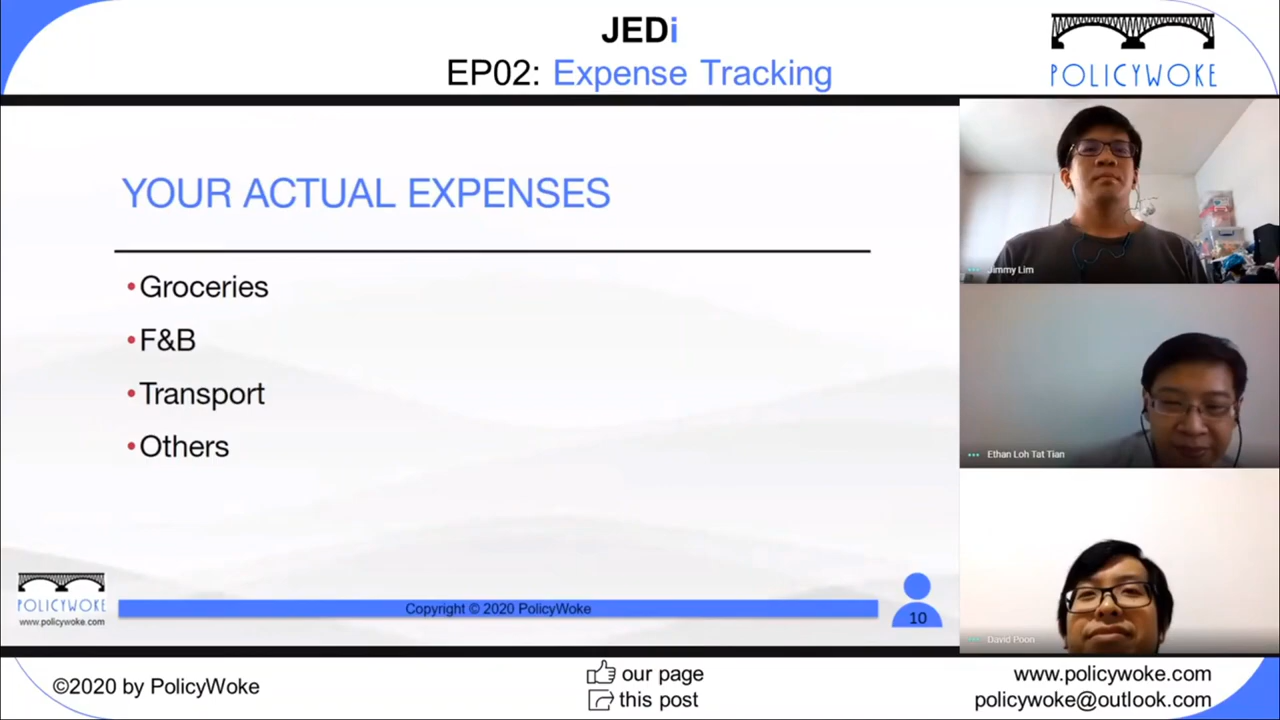 JEDi
EP02: Expense Tracking
POLICYWOKE
YOUR ACTUAL EXPENSES
•Groceries
•F&B
•Transport
•Others
Jimmy Lim
Ethan Loh Tat Tian
David Poon
POLICYWOKE
www.policywoke.com
Copyright © 2020 PolicyWoke
10
©2020 by PolicyWoke
our page
this post
www.policywoke.com
policywoke@outlook.com